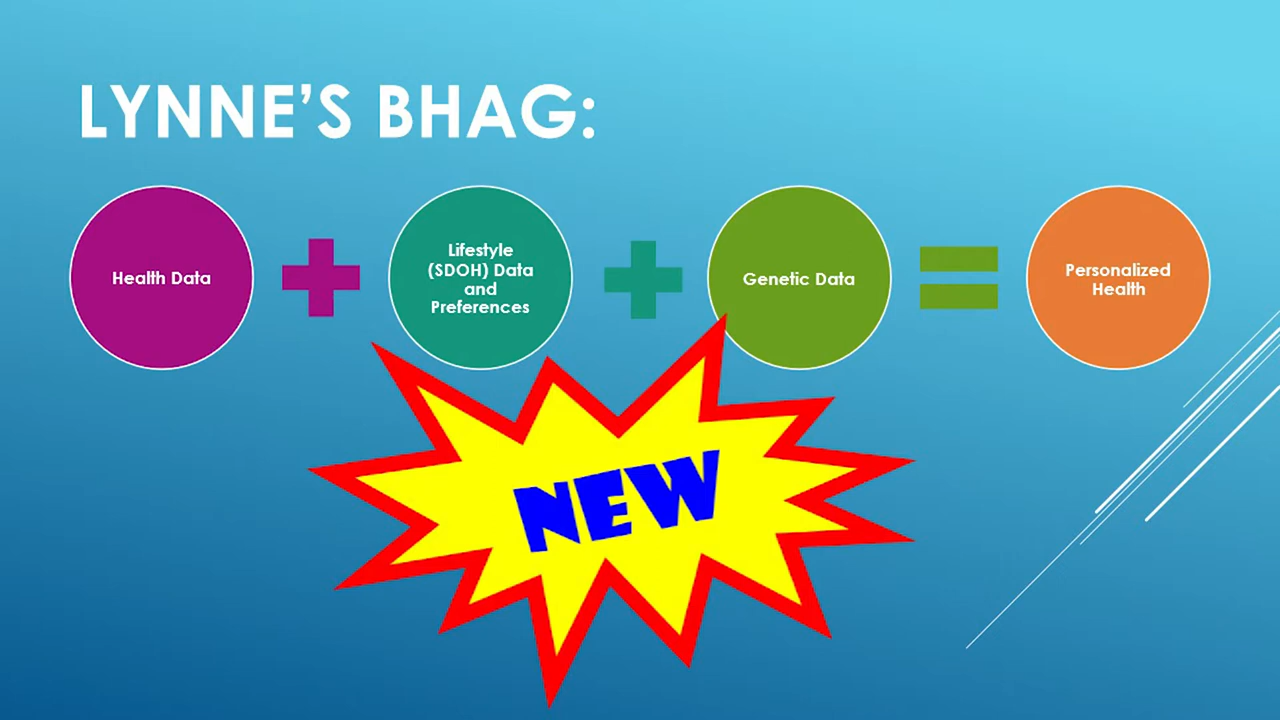 LYNNE’S BHAG:
Health Data
Lifestyle
(SDOH) Data
and
Preferences
Genetic Data
Personalized
Health
NEW